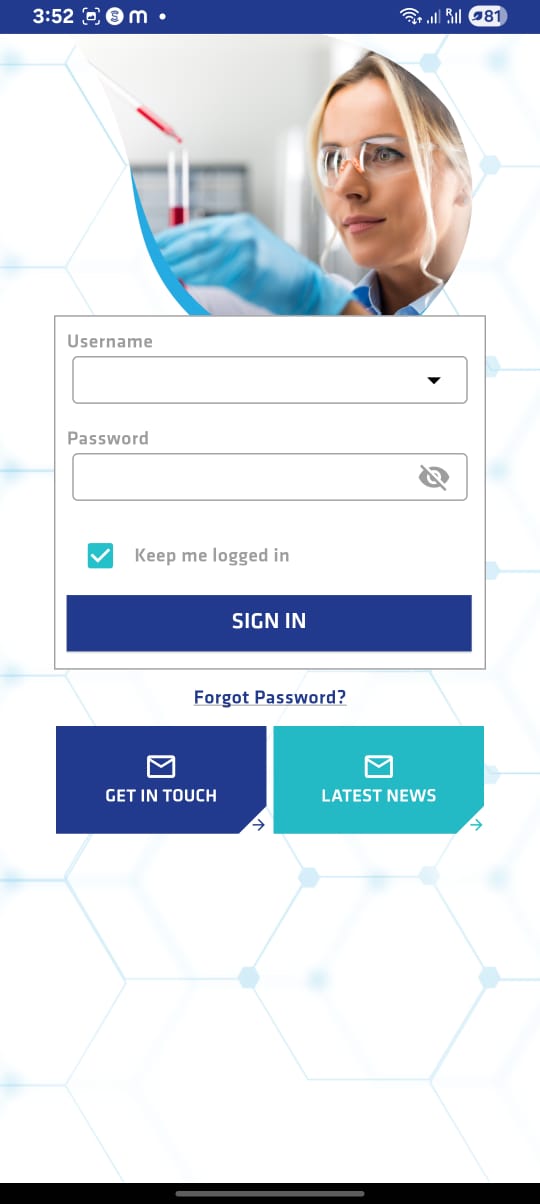 3:52
81
Username
Password
Keep me logged in
SIGN IN
Forgot Password?
GET IN TOUCH
LATEST NEWS